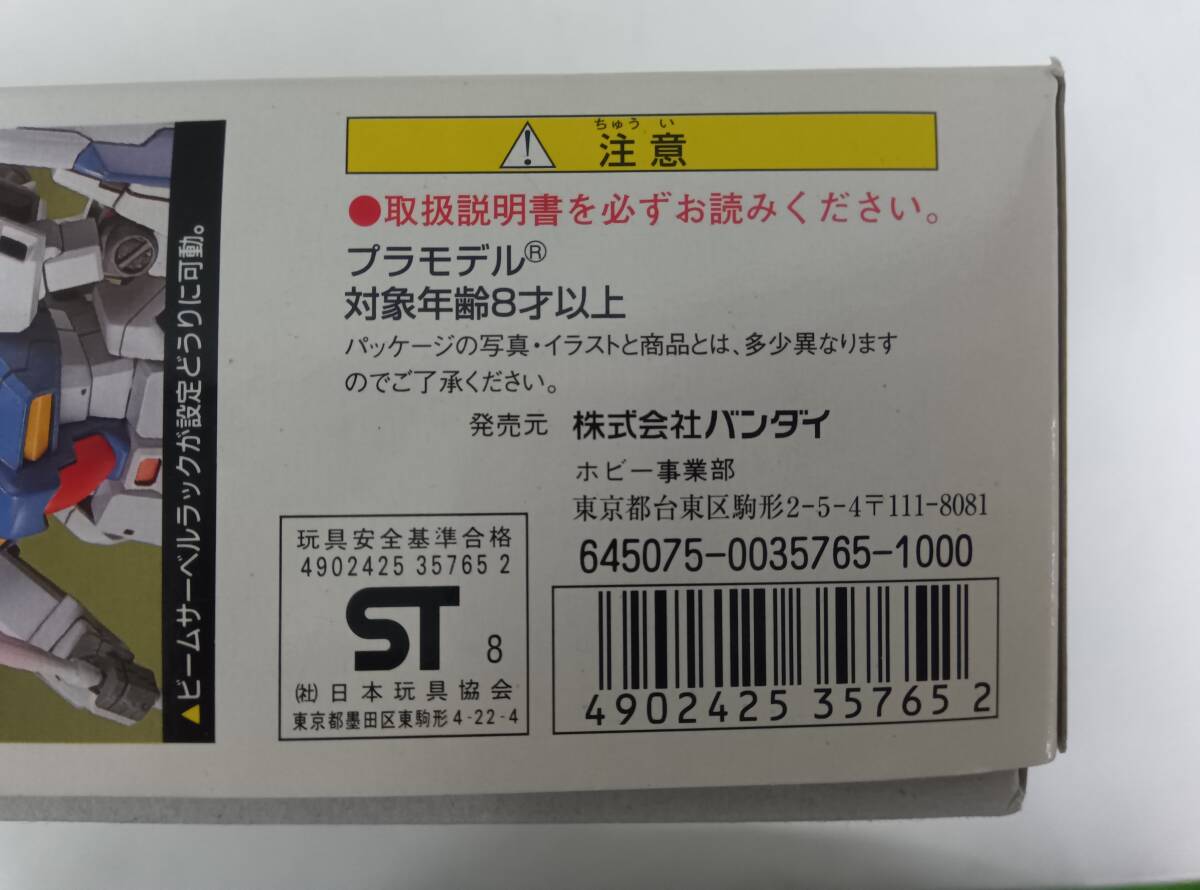 ▲ビームサーベルラックが設定どうりに可動。
ちゅう い
注意
●取扱説明書を必ずお読みください。
プラモデル®
対象年齢8才以上
パッケージの写真・イラストと商品とは、多少異なります
のでご了承ください。
発売元 株式会社バンダイ
ホビー事業部
東京都台東区駒形2-5-4〒111-8081
645075-0035765-1000
玩具安全基準合格
4902425 35765 2
ST 8
㈳日本玩具協会
東京都墨田区東駒形4-22-4
4902425 35765 2